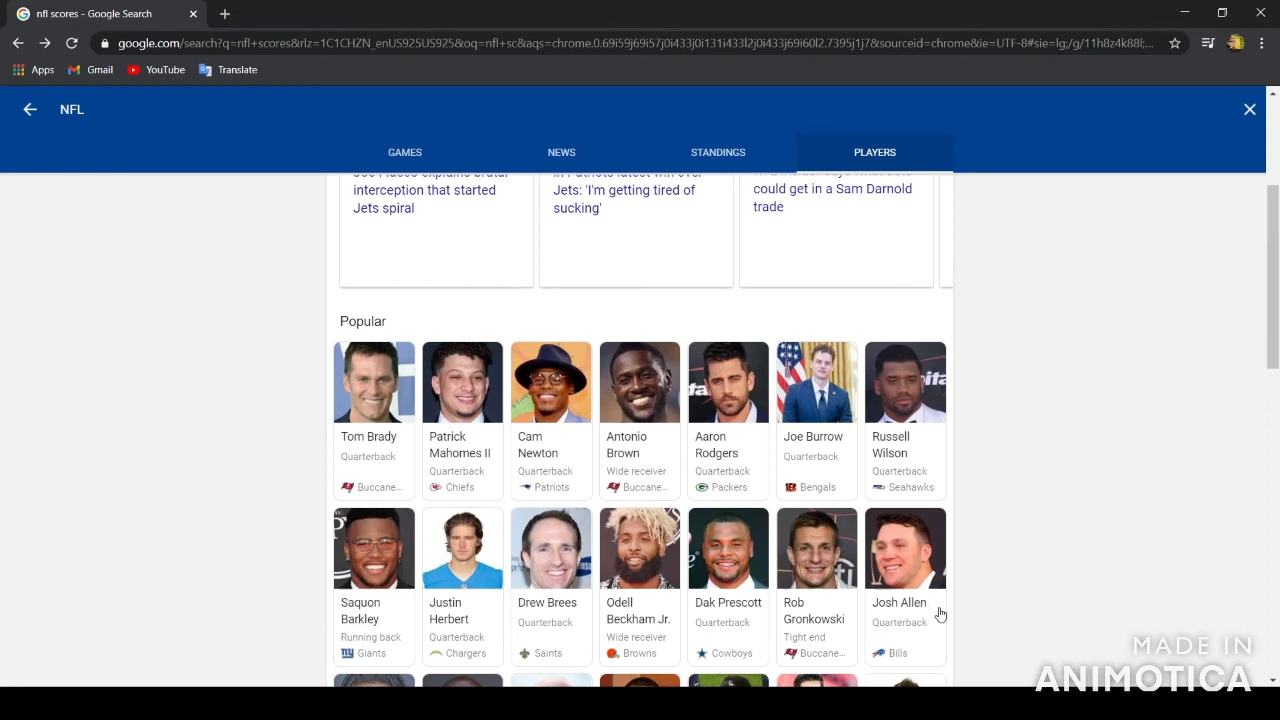 nfl scores - Google Search
google.com/search?q=nfl+scores&rlz=1C1CHZN_enUS925US925&oq=nfl+sc&aqs=chrome.0.69i59j69i57j0i433j0i131i433l2j0i433j69i60l2.7395j1j7&sourceid=chrome&ie=UTF-8#sie=lg;/g/11h8z4k88l;...
Apps Gmail YouTube Translate
NFL
GAMES NEWS STANDINGS PLAYERS
interception that started
Jets spiral
in Patriots latest win over
Jets: 'I'm getting tired of
sucking'
could get in a Sam Darnold
trade
Popular
Tom Brady
Quarterback
Buccane...
Patrick
Mahomes II
Quarterback
Chiefs
Cam
Newton
Quarterback
Patriots
Antonio
Brown
Wide receiver
Buccane...
Aaron
Rodgers
Quarterback
Packers
Joe Burrow
Quarterback
Bengals
Russell
Wilson
Quarterback
Seahawks
Saquon
Barkley
Running back
Giants
Justin
Herbert
Quarterback
Chargers
Drew Brees
Quarterback
Saints
Odell
Beckham Jr.
Wide receiver
Browns
Dak Prescott
Quarterback
Cowboys
Rob
Gronkowski
Tight end
Buccane...
Josh Allen
Quarterback
Bills
MADE IN
ANIMOTICA